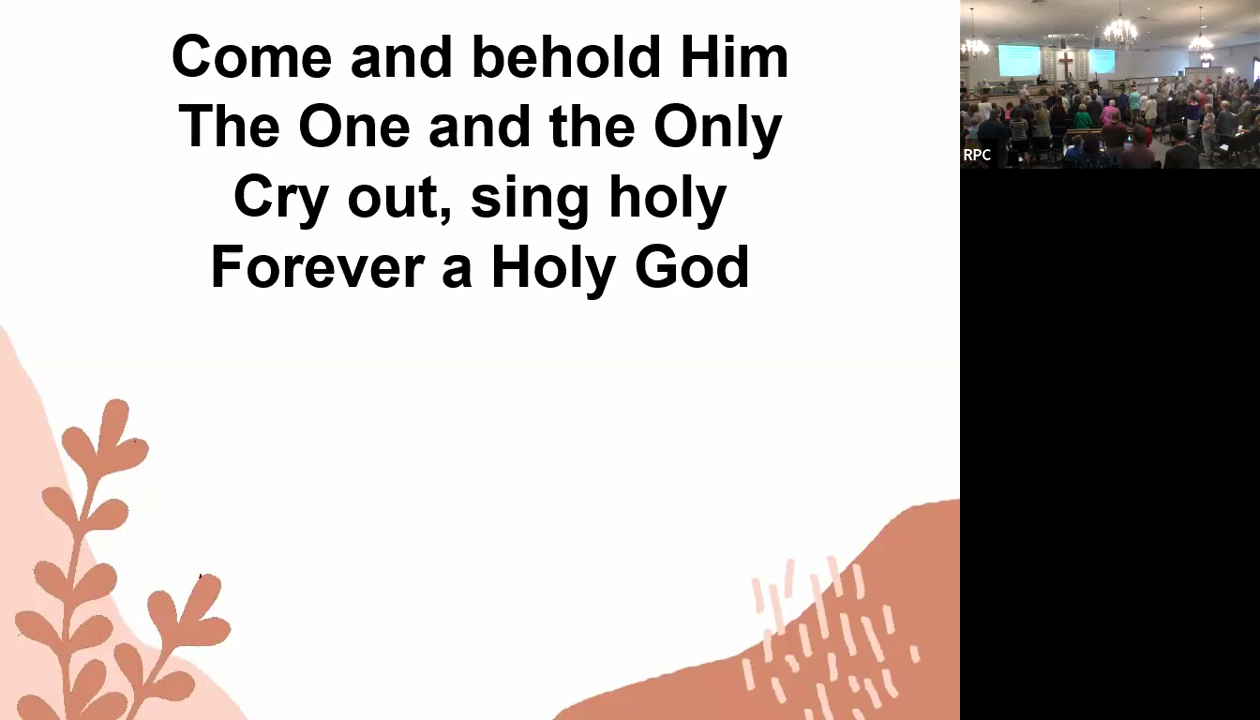 Come and behold Him
The One and the Only
Cry out, sing holy
Forever a Holy God
RPC